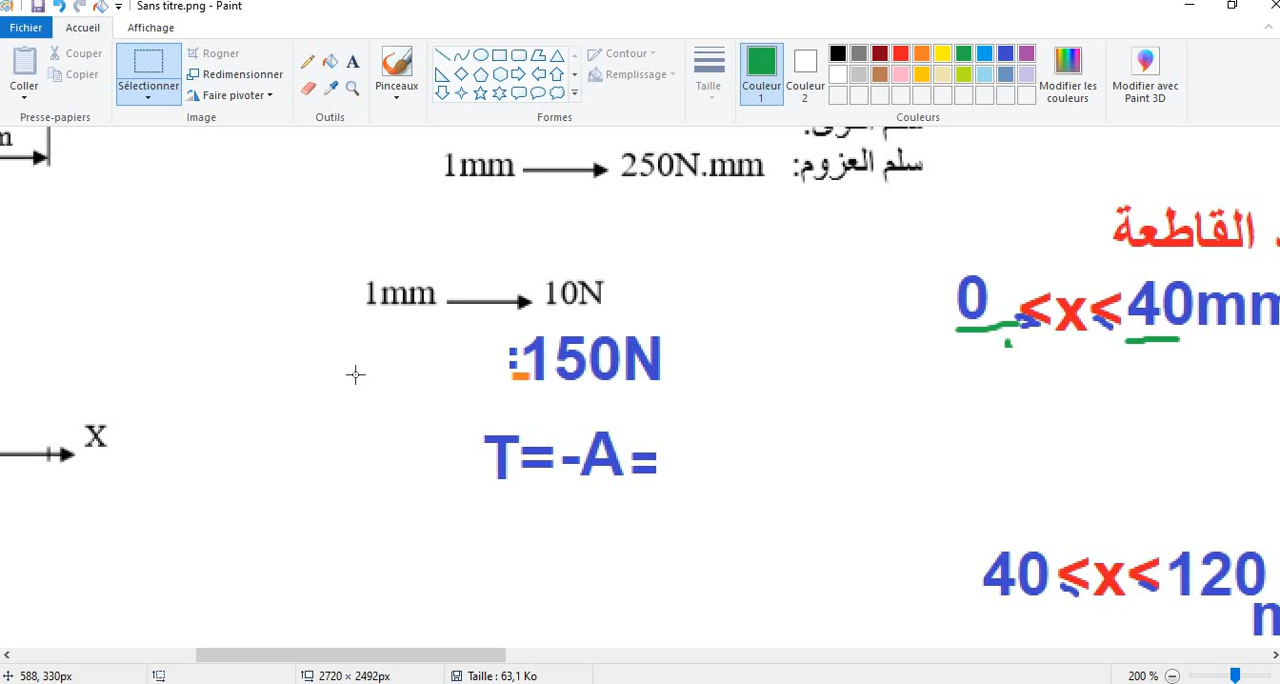 Sans titre.png - Paint
Fichier Accueil Affichage
Coller
Couper
Copier
Presse-papiers
Sélectionner
Rogner
Redimensionner
Faire pivoter
Image
A
Outils
Pinceaux
Contour
Remplissage
Formes
Taille
Couleur 1
Couleur 2
Modifier les couleurs
Couleurs
Modifier avec Paint 3D
1mm 250N.mm سلم العزوم:
القاطعة
1mm 10N
0 <x<40mm
:150N
X
T=-A=
40<x<120
588, 330px
2720 × 2492px
Taille : 63,1 Ko
200 %